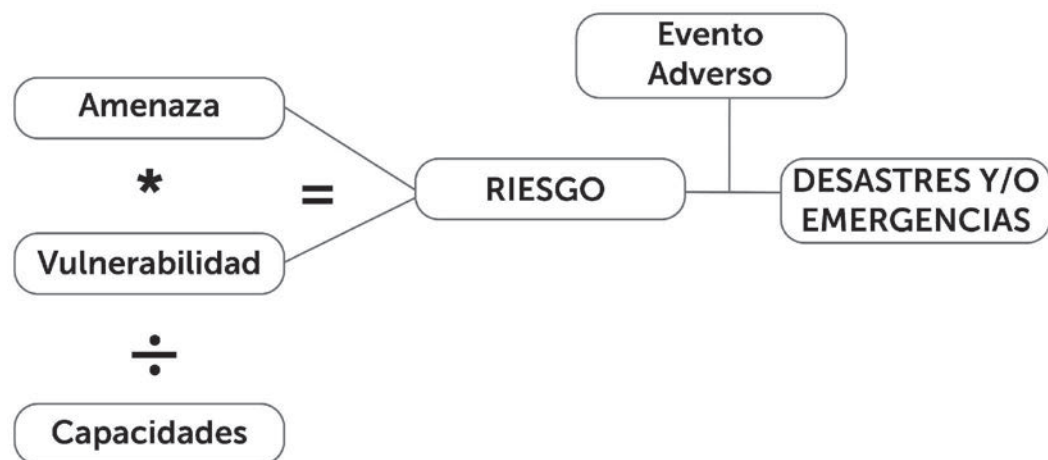 Evento
Adverso
Amenaza
*
=
RIESGO
DESASTRES Y/O
EMERGENCIAS
Vulnerabilidad
÷
Capacidades